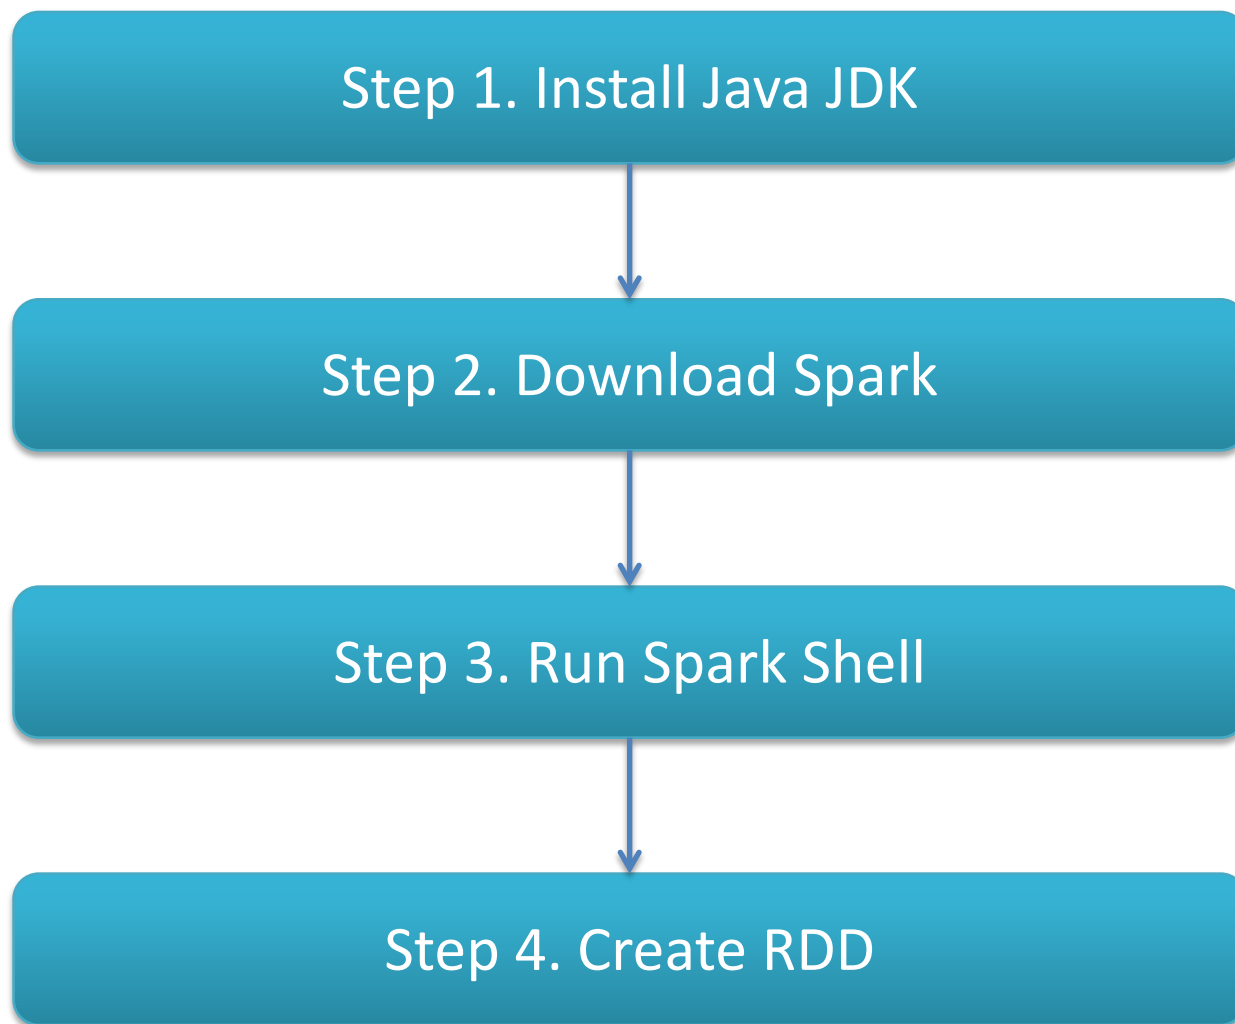 Step 1. Install Java JDK
Step 2. Download Spark
Step 3. Run Spark Shell
Step 4. Create RDD